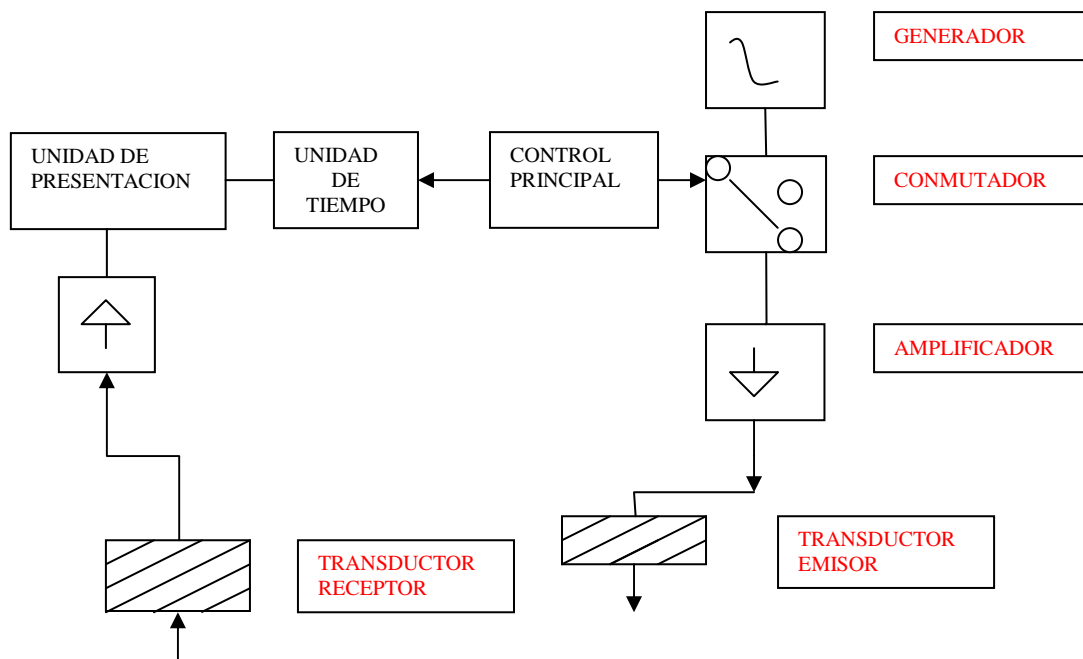 GENERADOR
UNIDAD DE
PRESENTACION
UNIDAD
DE
TIEMPO
CONTROL
PRINCIPAL
CONMUTADOR
AMPLIFICADOR
TRANSDUCTOR
RECEPTOR
TRANSDUCTOR
EMISOR